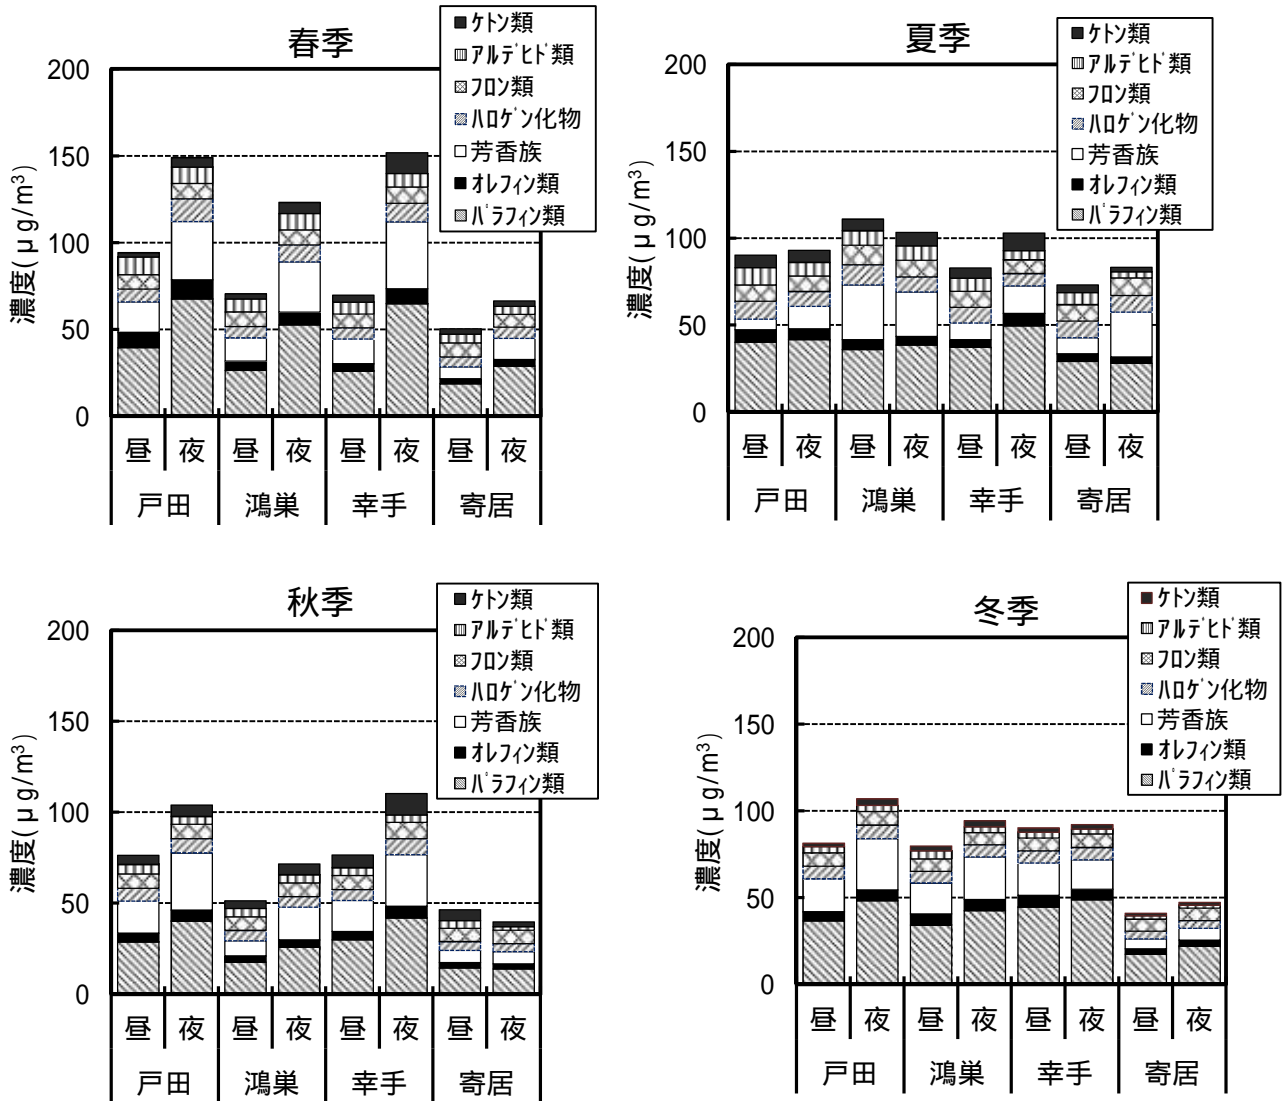 春季
ケトン類
アルデヒド類
フロン類
ハロゲン化物
芳香族
オレフィン類
パラフィン類
濃度(μg/m³)
200
150
100
50
0
昼 夜 昼 夜 昼 夜 昼 夜
戸田 鴻巣 幸手 寄居
夏季
ケトン類
アルデヒド類
フロン類
ハロゲン化物
芳香族
オレフィン類
パラフィン類
濃度(μg/m³)
200
150
100
50
0
昼 夜 昼 夜 昼 夜 昼 夜
戸田 鴻巣 幸手 寄居
秋季
ケトン類
アルデヒド類
フロン類
ハロゲン化物
芳香族
オレフィン類
パラフィン類
濃度(μg/m³)
200
150
100
50
0
昼 夜 昼 夜 昼 夜 昼 夜
戸田 鴻巣 幸手 寄居
冬季
ケトン類
アルデヒド類
フロン類
ハロゲン化物
芳香族
オレフィン類
パラフィン類
濃度(μg/m³)
200
150
100
50
0
昼 夜 昼 夜 昼 夜 昼 夜
戸田 鴻巣 幸手 寄居